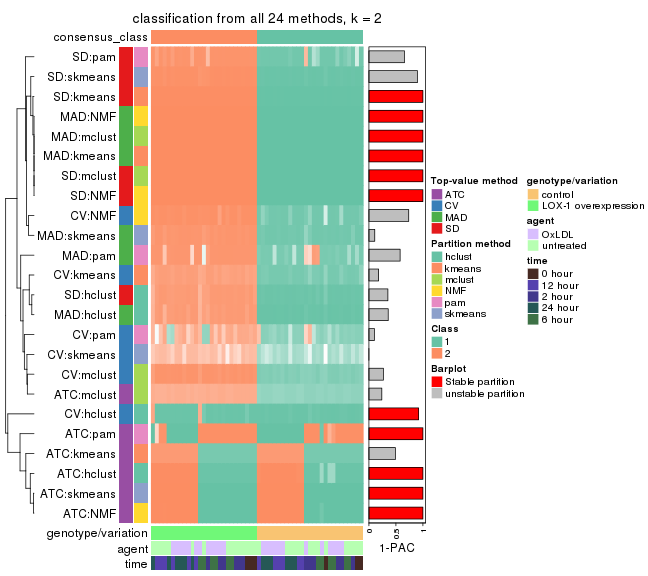 classification from all 24 methods, k = 2
consensus_class
SD:pam
SD:skmeans
SD:kmeans
MAD:NMF
MAD:mclust
MAD:kmeans
SD:mclust
SD:NMF
CV:NMF
MAD:skmeans
MAD:pam
CV:kmeans
SD:hclust
MAD:hclust
CV:pam
CV:skmeans
CV:mclust
ATC:mclust
CV:hclust
ATC:pam
ATC:kmeans
ATC:hclust
ATC:skmeans
ATC:NMF
genotype/variation
agent
time
0
0.5
1
1-PAC
Top-value method
ATC
CV
MAD
SD
Partition method
hclust
kmeans
mclust
NMF
pam
skmeans
Class
1
2
Barplot
Stable partition
unstable partition
genotype/variation
control
LOX-1 overexpression
agent
OxLDL
untreated
time
0 hour
12 hour
2 hour
24 hour
6 hour